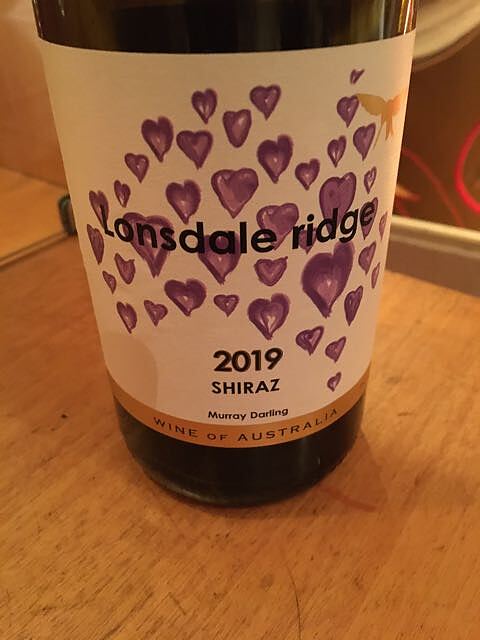 Lonsdale ridge
2019
SHIRAZ
Murray Darling
WINE OF AUSTRALIA